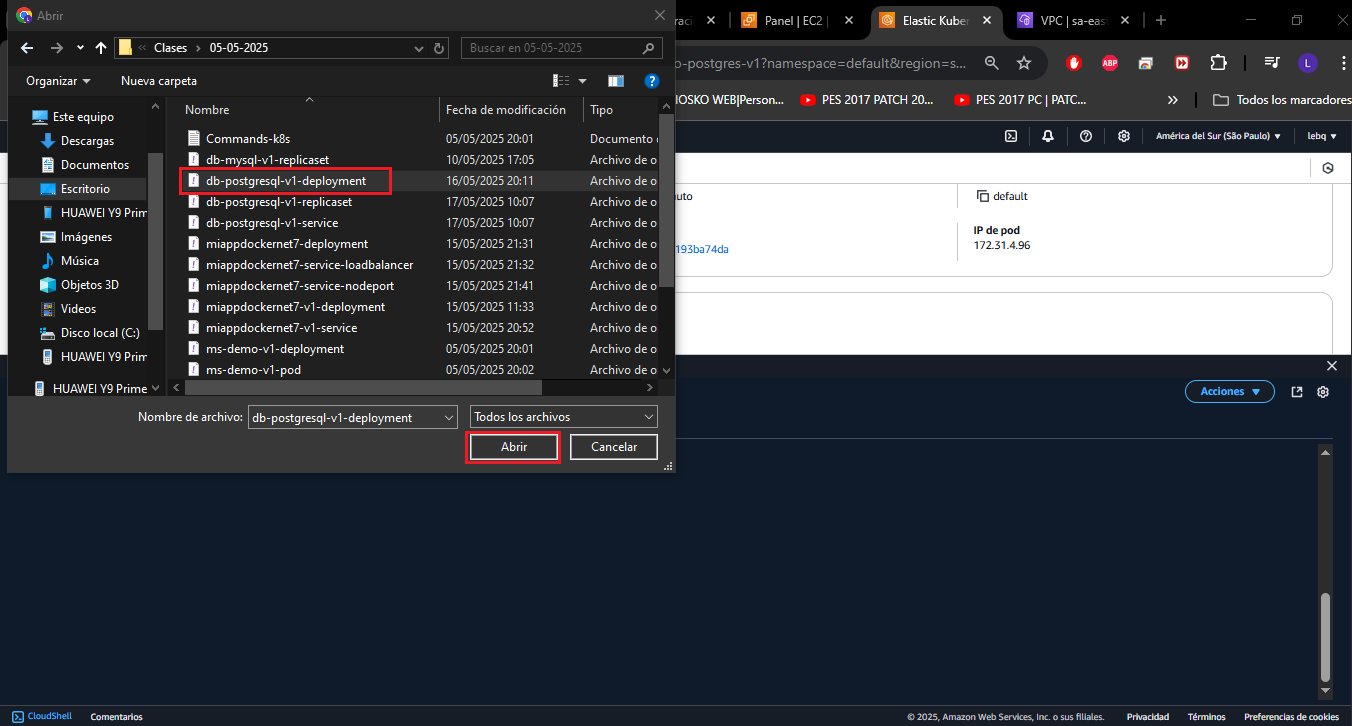 Abrir
raci
Panel | EC2 |
Elastic Kuber
VPC | sa-eas
Clases > 05-05-2025
Buscar en 05-05-2025
o-postgres-v1?namespace=default&region=s...
Organizar
Nueva carpeta
IOSKO WEB|Person...
PES 2017 PATCH 20...
PES 2017 PC | PATC...
Todos los marcadores
Nombre
Fecha de modificación
Tipo
América del Sur (São Paulo)
lebq
Este equipo
Descargas
Documentos
Escritorio
HUAWEI Y9 Prim
Imágenes
Música
Objetos 3D
Videos
Disco local (C:)
HUAWEI Y9 Prim
HUAWEI Y9 Prime
Commands-k8s 05/05/2025 20:01 Documento
db-mysql-v1-replicaset 10/05/2025 17:05 Archivo de o
db-postgresql-v1-deployment 16/05/2025 20:11 Archivo de o
db-postgresql-v1-replicaset 17/05/2025 10:07 Archivo de o
db-postgresql-v1-service 17/05/2025 10:07 Archivo de o
miappdockernet7-deployment 15/05/2025 21:31 Archivo de o
miappdockernet7-service-loadbalancer 15/05/2025 21:32 Archivo de o
miappdockernet7-service-nodeport 15/05/2025 21:41 Archivo de o
miappdockernet7-v1-deployment 15/05/2025 11:33 Archivo de o
miappdockernet7-v1-service 15/05/2025 20:52 Archivo de o
ms-demo-v1-deployment 05/05/2025 20:01 Archivo de o
ms-demo-v1-pod 05/05/2025 20:02 Archivo de o
uto
default
193ba74da
IP de pod
172.31.4.96
Nombre de archivo:
db-postgresql-v1-deployment
Todos los archivos
Abrir
Cancelar
Acciones
CloudShell
Comentarios
© 2025, Amazon Web Services, Inc. o sus filiales.
Privacidad
Términos
Preferencias de cookies